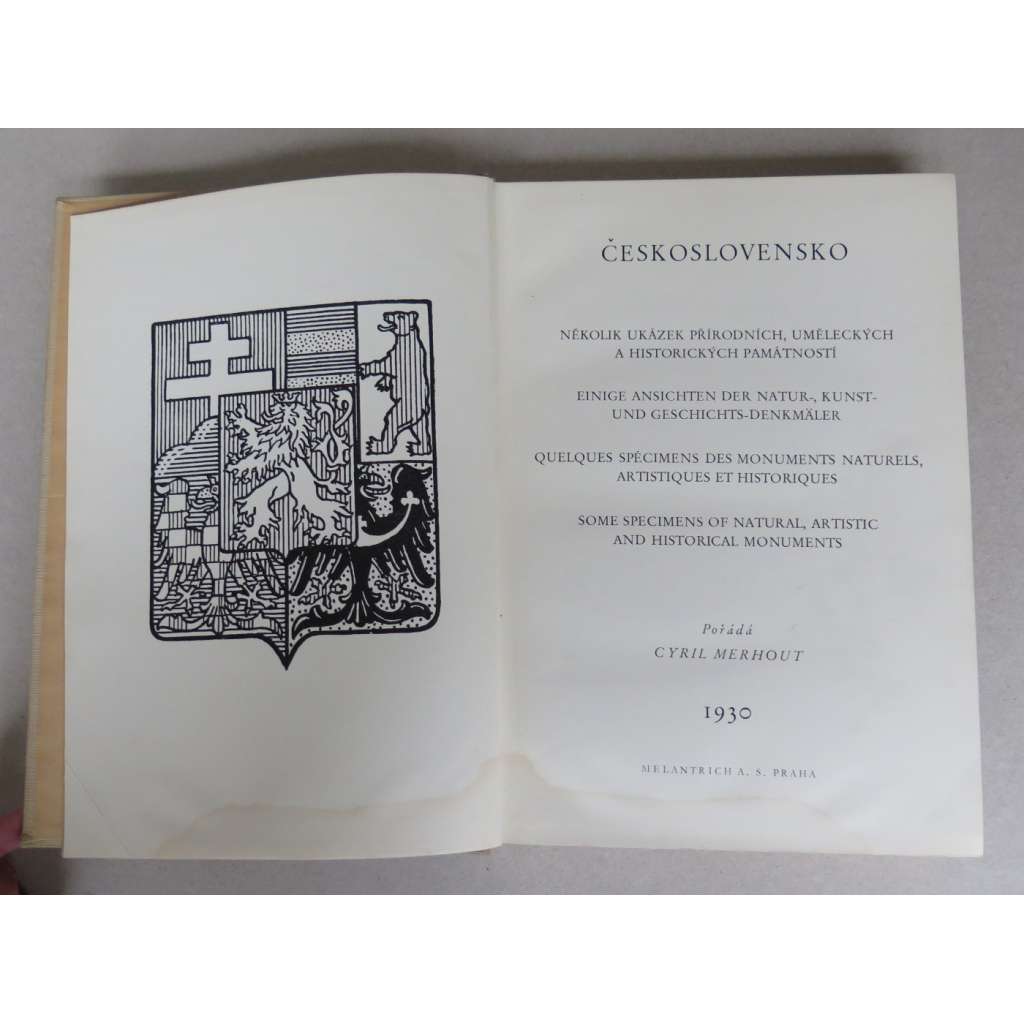 ČESKOSLOVENSKO
NĚKOLIK UKÁZEK PŘÍRODNÍCH, UMĚLECKÝCH
A HISTORICKÝCH PAMÁTNOSTÍ
EINIGE ANSICHTEN DER NATUR-, KUNST-
UND GESCHICHTS-DENKMÄLER
QUELQUES SPÉCIMENS DES MONUMENTS NATURELS,
ARTISTIQUES ET HISTORIQUES
SOME SPECIMENS OF NATURAL, ARTISTIC
AND HISTORICAL MONUMENTS
Pořádá
CYRIL MERHOUT
1930
MELANTRICH A. S. PRAHA